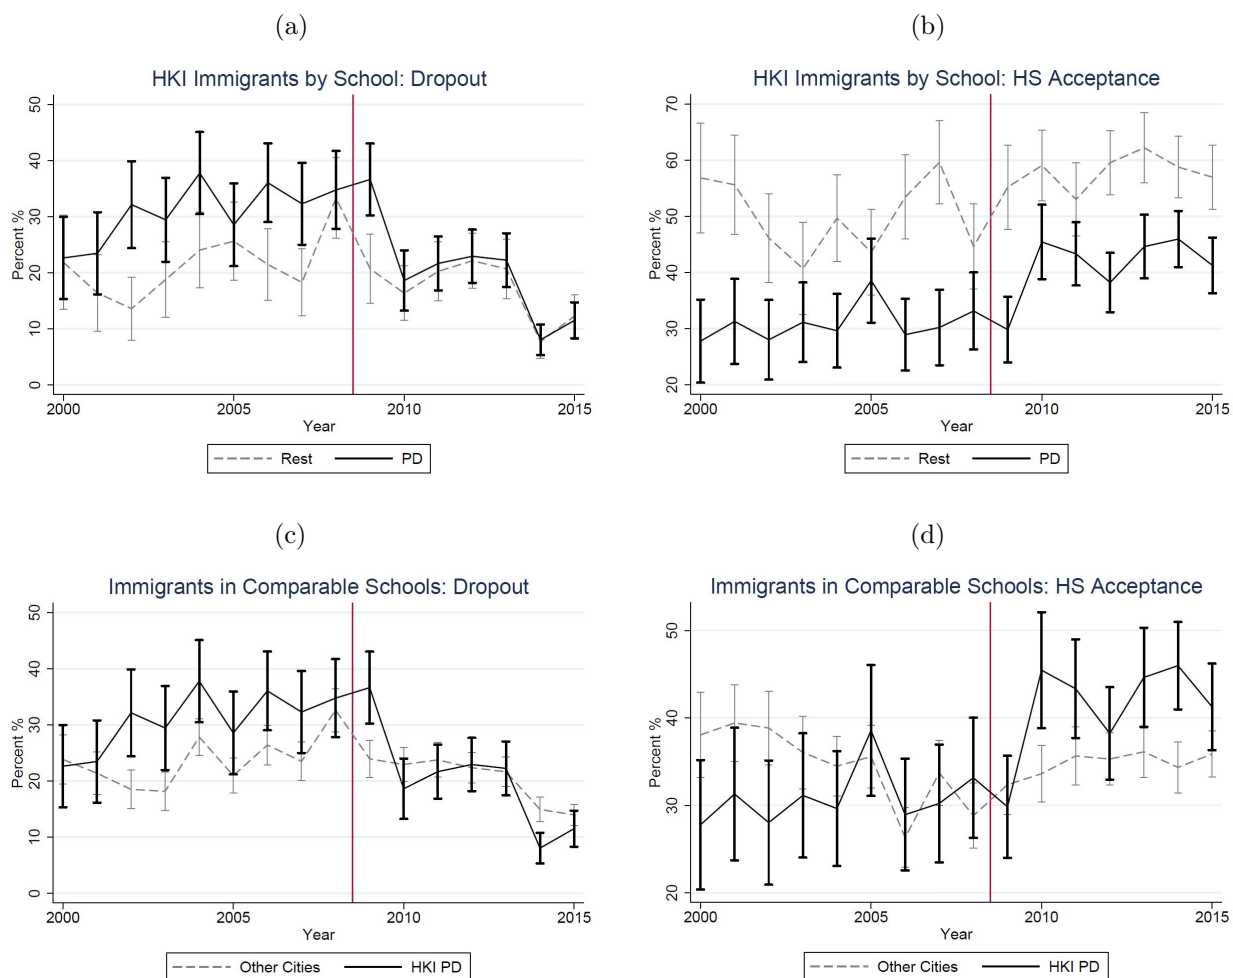 (a)
HKI Immigrants by School: Dropout
Percent %
50
40
30
20
10
0
2000 2005 2010 2015
Year
Rest PD
(b)
HKI Immigrants by School: HS Acceptance
Percent %
70
60
50
40
30
20
2000 2005 2010 2015
Year
Rest PD
(c)
Immigrants in Comparable Schools: Dropout
Percent %
50
40
30
20
10
0
2000 2005 2010 2015
Year
Other Cities HKI PD
(d)
Immigrants in Comparable Schools: HS Acceptance
Percent %
50
40
30
20
2000 2005 2010 2015
Year
Other Cities HKI PD